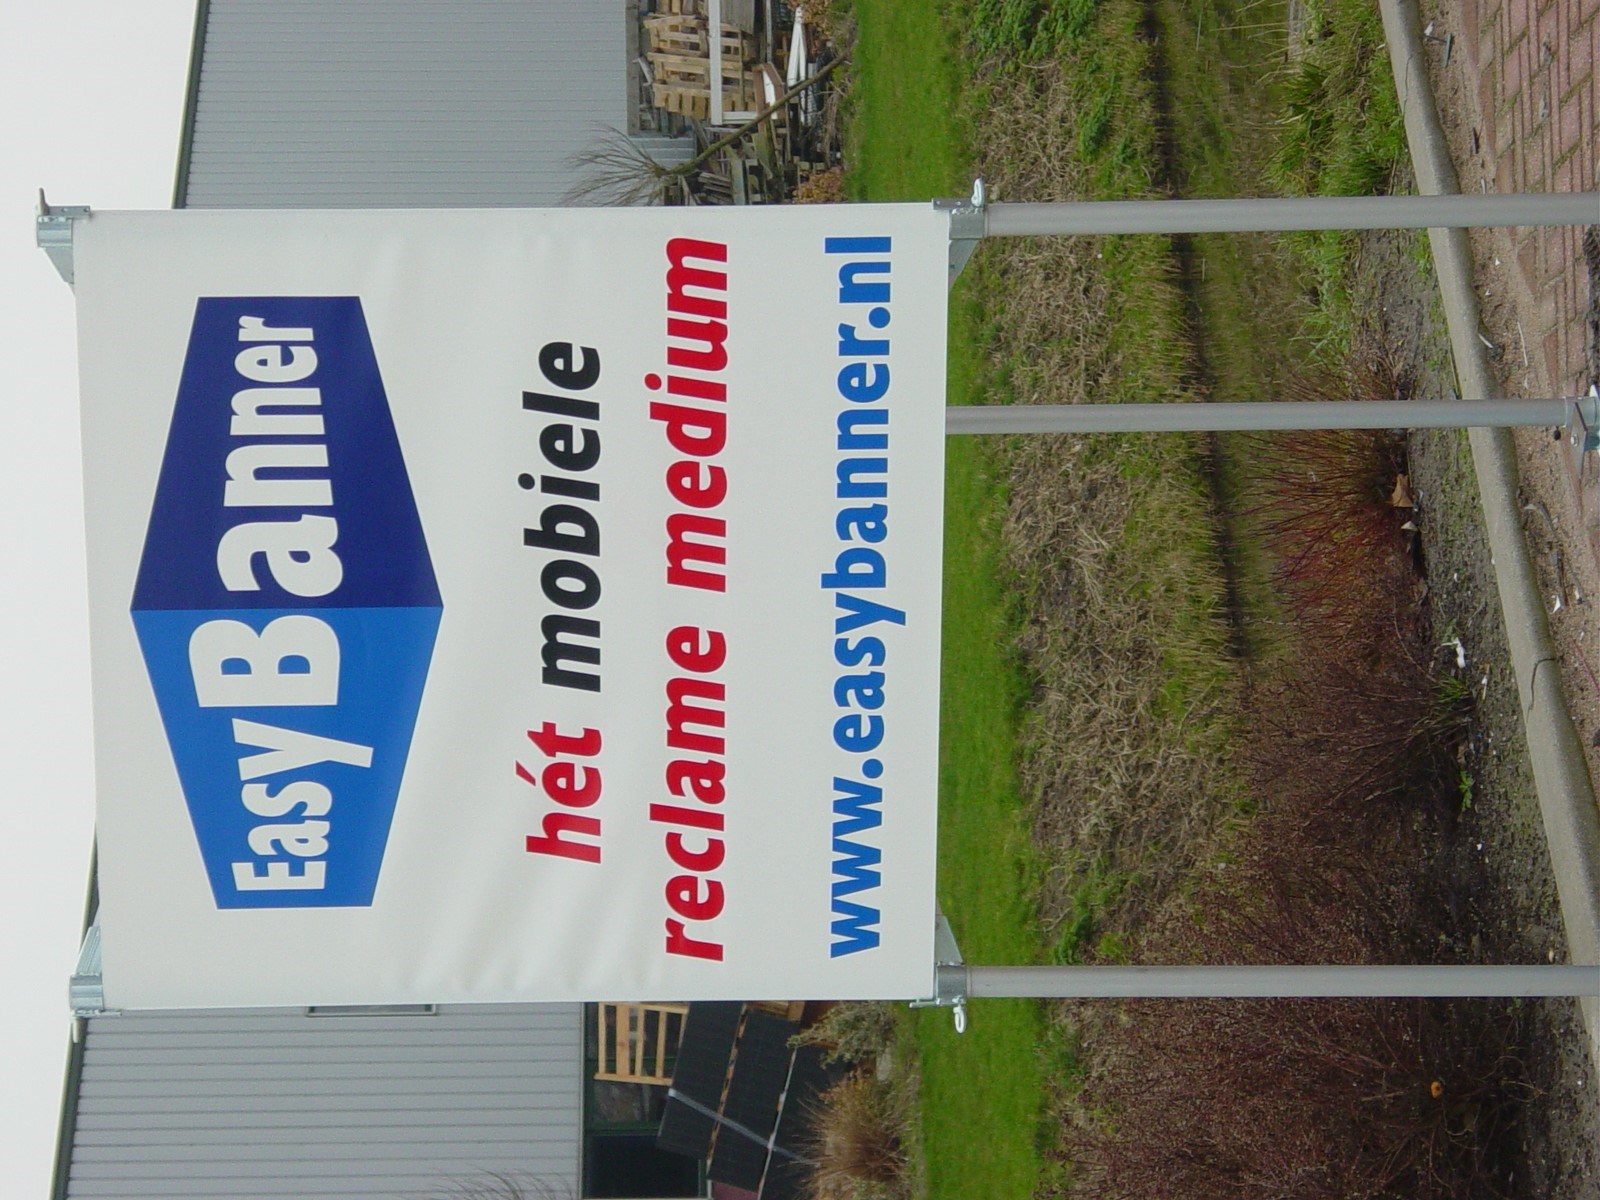 EasyBanner
hét mobiele
reclame medium
www.easybanner.nl